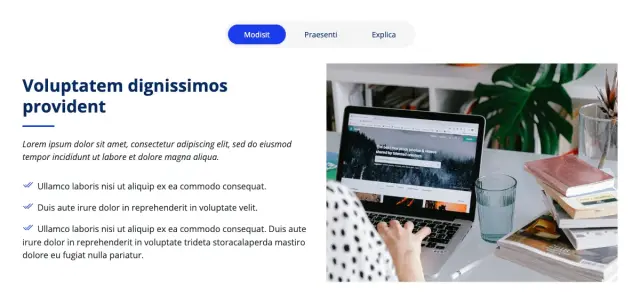 Modisit
Praesenti
Explica
Voluptatem dignissimos
provident
Lorem ipsum dolor sit amet, consectetur adipiscing elit, sed do eiusmod
tempor incididunt ut labore et dolore magna aliqua.
Ullamco laboris nisi ut aliquip ex ea commodo consequat.
Duis aute irure dolor in reprehenderit in voluptate velit.
Ullamco laboris nisi ut aliquip ex ea commodo consequat. Duis aute
irure dolor in reprehenderit in voluptate trideta storacalaperda mastiro
dolore eu fugiat nulla pariatur.